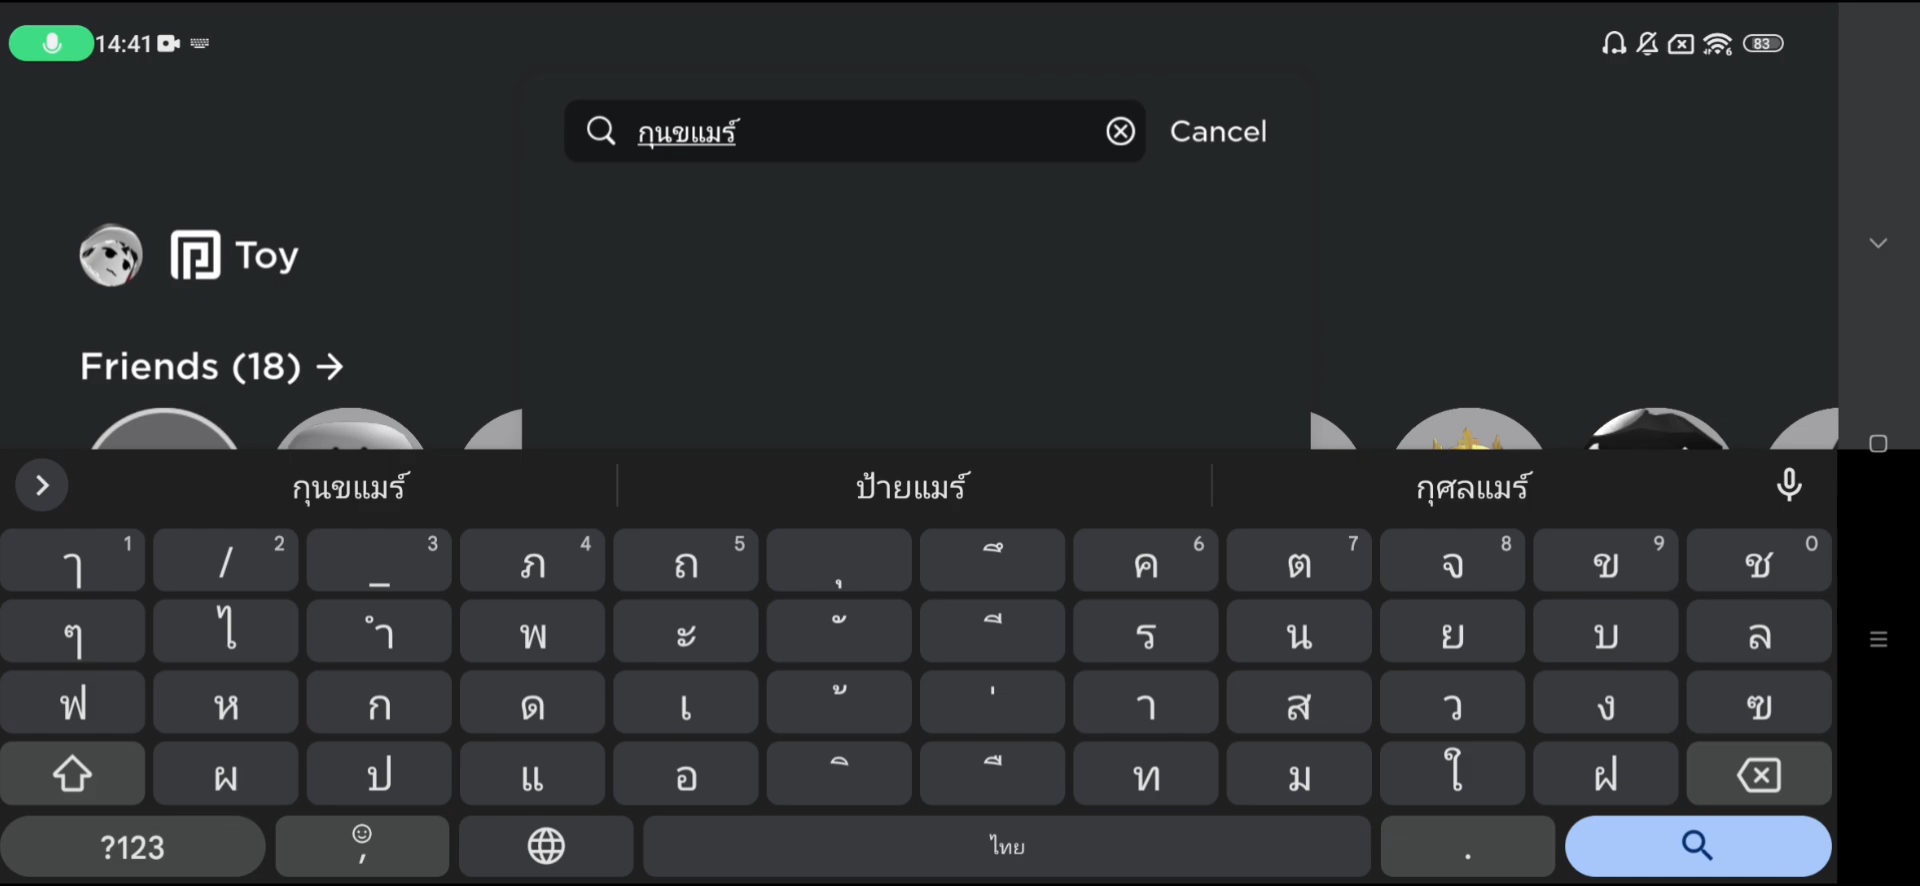 14:41
83
กุนขแมร์
Cancel
Toy
Friends (18) →
กุนขแมร์ ป้ายแมร์ กุศลแมร์
ๅ 1 / 2 _ 3 ภ 4 ถ 5 ุ ึ ค 6 ต 7 จ 8 ข 9 ช 0
ๆ ไ ำ พ ะ ั ี ร น ย บ ล
ฟ ห ก ด เ ้ ่ า ส ว ง ฃ
ผ ป แ อ ิ ื ท ม ใ ฝ
?123 , ไทย .